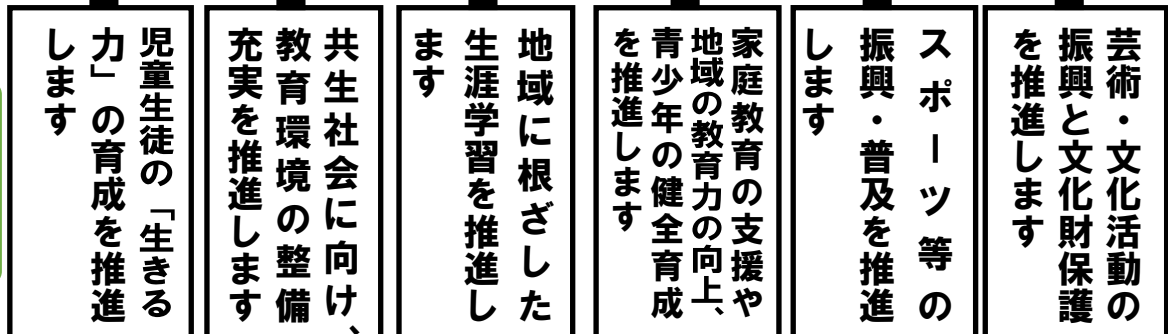 芸術・文化活動の
振興と文化財保護
を推進します
スポーツ等の
振興・普及を推進
します
家庭教育の支援や
地域の教育力の向上、
青少年の健全育成
を推進します
地域に根ざした
生涯学習を推進し
ます
共生社会に向け、
教育環境の整備
充実を推進します
児童生徒の「生きる
力」の育成を推進
します